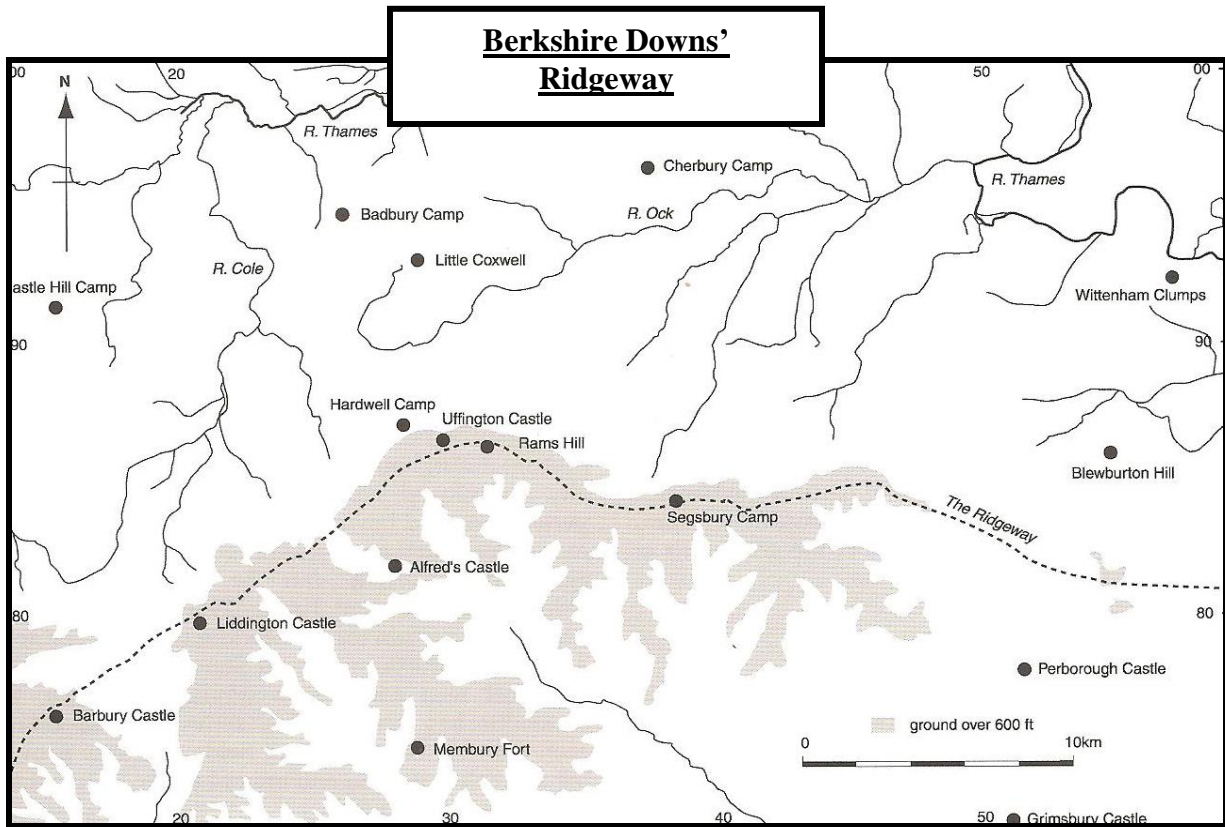 Berkshire Downs’
Ridgeway
00
20
50
00
N
R. Thames
Cherbury Camp
R. Thames
Badbury Camp
R. Ock
Little Coxwell
R. Cole
astle Hill Camp
Wittenham Clumps
90
90
Hardwell Camp
Uffington Castle
Rams Hill
Blewburton Hill
Segsbury Camp
The Ridgeway
Alfred's Castle
80
Liddington Castle
80
Perborough Castle
Barbury Castle
ground over 600 ft
Membury Fort
0
10km
20
30
40
50
Grimsbury Castle